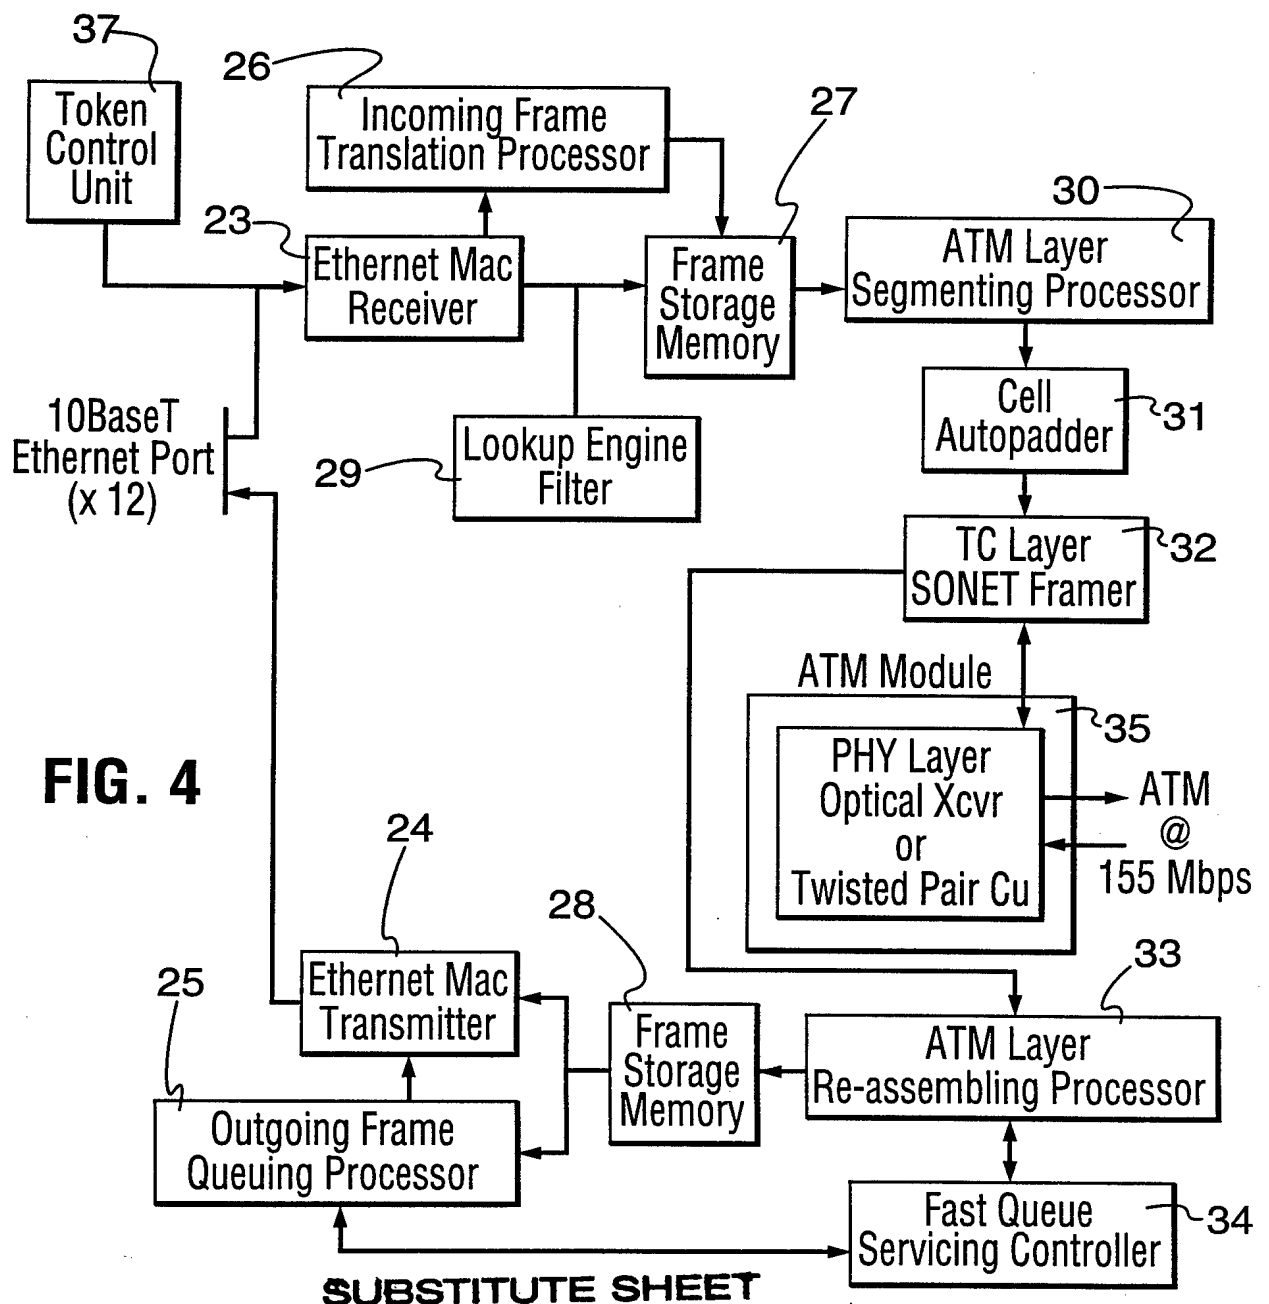 37
Token
Control
Unit
26
Incoming Frame
Translation Processor
27
23
Ethernet Mac
Receiver
Frame
Storage
Memory
30
ATM Layer
Segmenting Processor
10BaseT
Ethernet Port
(x 12)
29
Lookup Engine
Filter
Cell
Autopadder
31
TC Layer
SONET Framer
32
ATM Module
35
PHY Layer
Optical Xcvr
or
Twisted Pair Cu
ATM
@
155 Mbps
FIG. 4
24
Ethernet Mac
Transmitter
28
Frame
Storage
Memory
33
ATM Layer
Re-assembling Processor
25
Outgoing Frame
Queuing Processor
Fast Queue
Servicing Controller
34
SUBSTITUTE SHEET